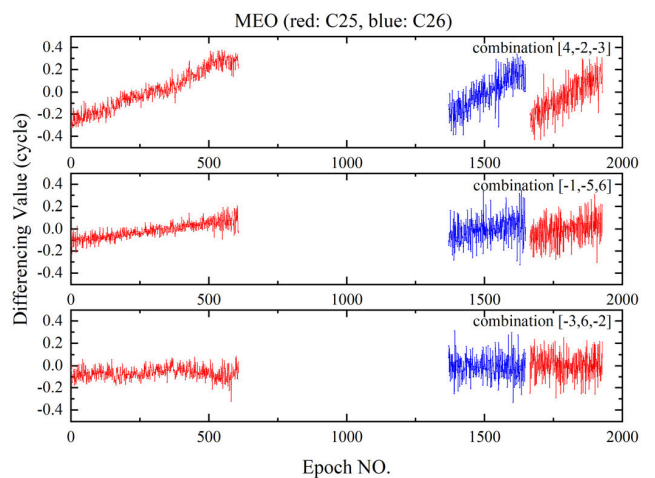 MEO (red: C25, blue: C26)
Differencing Value (cycle)
combination [4,-2,-3]
0.4
0.2
0.0
-0.2
-0.4
0 500 1000 1500 2000
combination [-1,-5,6]
0.4
0.2
0.0
-0.2
-0.4
0 500 1000 1500 2000
combination [-3,6,-2]
0.4
0.2
0.0
-0.2
-0.4
0 500 1000 1500 2000
Epoch NO.